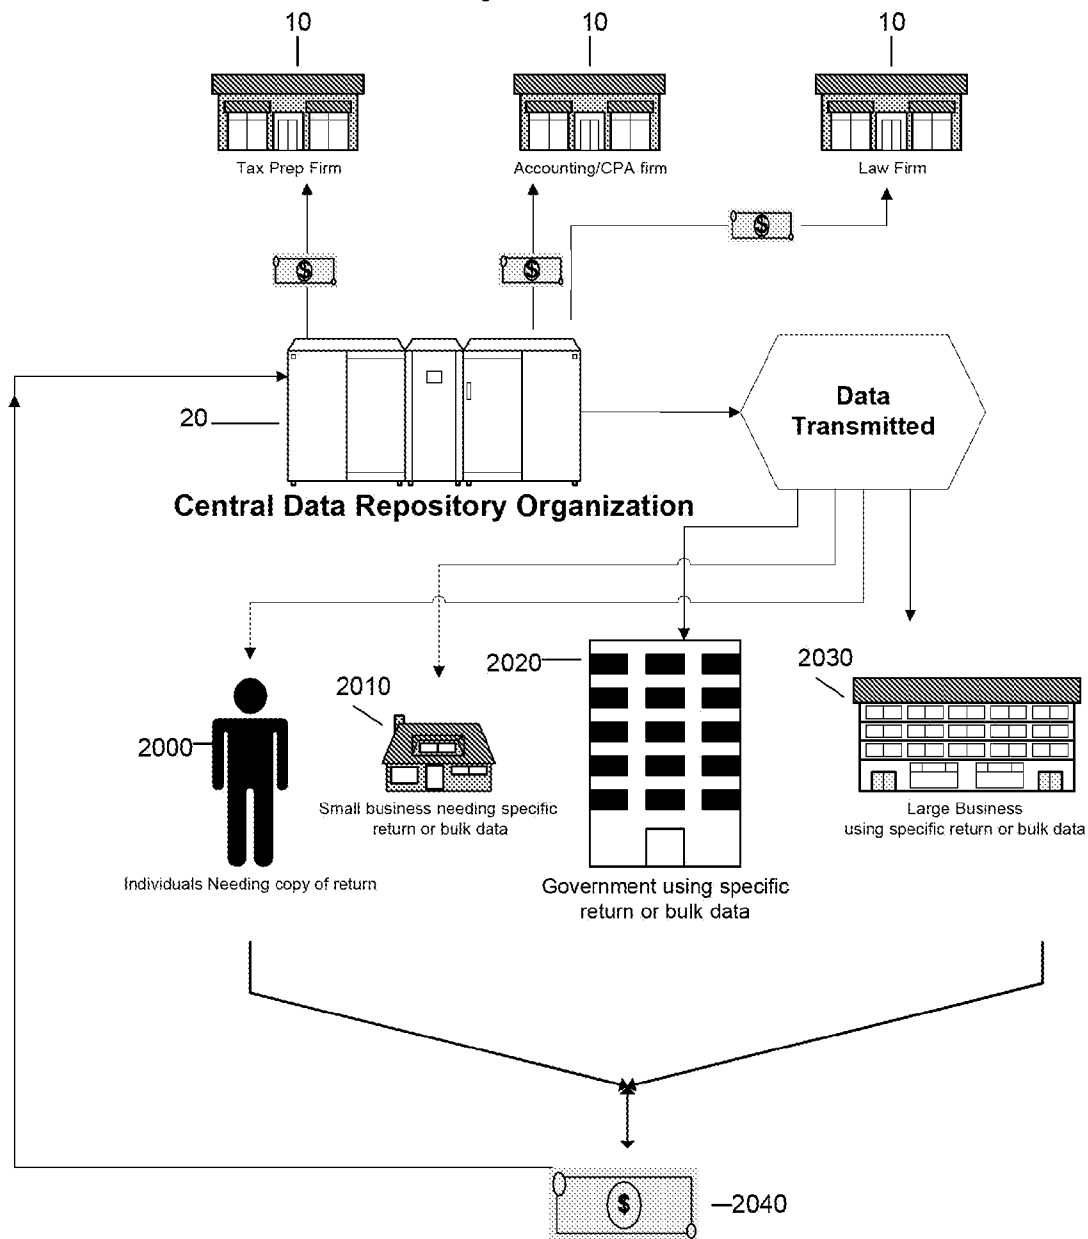 10
10
10
Tax Prep Firm
Accounting/CPA firm
Law Firm
$
$
$
Data
Transmitted
20
Central Data Repository Organization
2000
2010
2020
2030
Small business needing specific
return or bulk data
Large Business
using specific return or bulk data
Individuals Needing copy of return
Government using specific
return or bulk data
$
2040